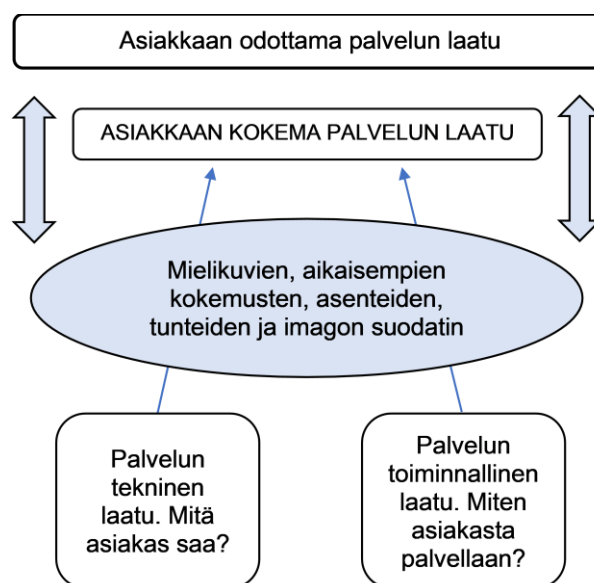 Asiakkaan odottama palvelun laatu
ASIAKKAAN KOKEMA PALVELUN LAATU
Mielikuvien, aikaisempien
kokemusten, asenteiden,
tunteiden ja imagon suodatin
Palvelun
tekninen
laatu. Mitä
asiakas saa?
Palvelun
toiminnallinen
laatu. Miten
asiakasta
palvellaan?